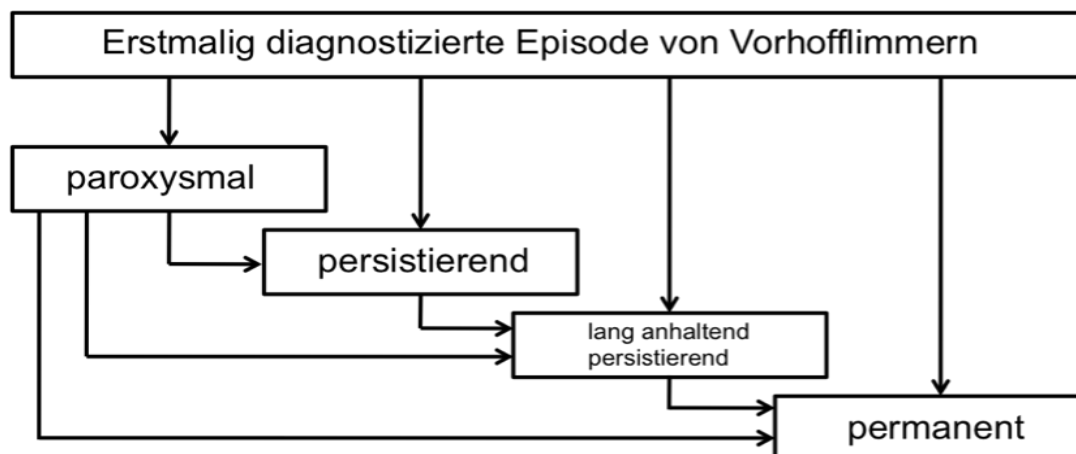 Erstmalig diagnostizierte Episode von Vorhofflimmern
paroxysmal
persistierend
lang anhaltend
persistierend
permanent